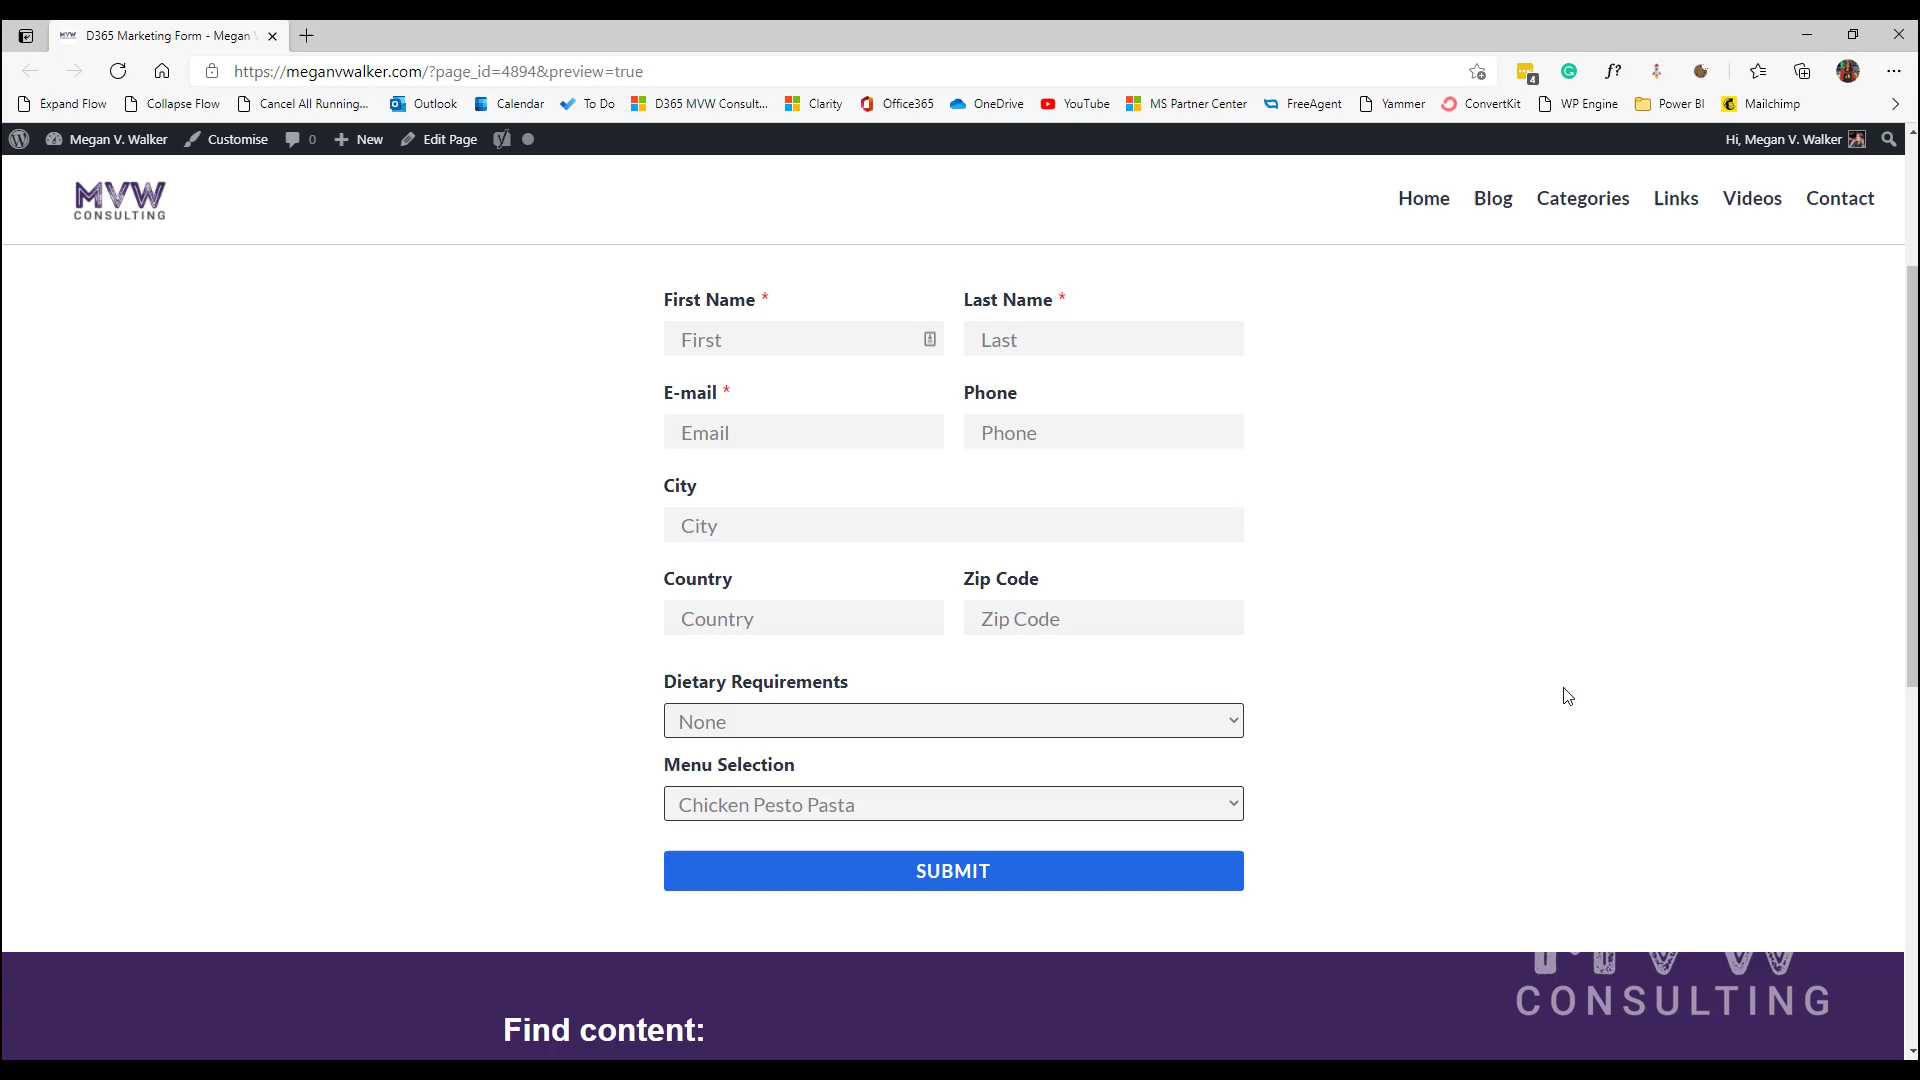 D365 Marketing Form - Megan
https://meganvwalker.com/?page_id=4894&preview=true
4
f?
Expand Flow Collapse Flow Cancel All Running... Outlook Calendar To Do D365 MVW Consult... Clarity Office365 OneDrive YouTube MS Partner Center FreeAgent Yammer ConvertKit WP Engine Power BI Mailchimp
Megan V. Walker Customise 0 New Edit Page Hi, Megan V. Walker
MVW
CONSULTING
Home Blog Categories Links Videos Contact
First Name * Last Name *
First Last
E-mail * Phone
Email Phone
City
City
Country Zip Code
Country Zip Code
Dietary Requirements
None
Menu Selection
Chicken Pesto Pasta
SUBMIT
MVW
CONSULTING
Find content: